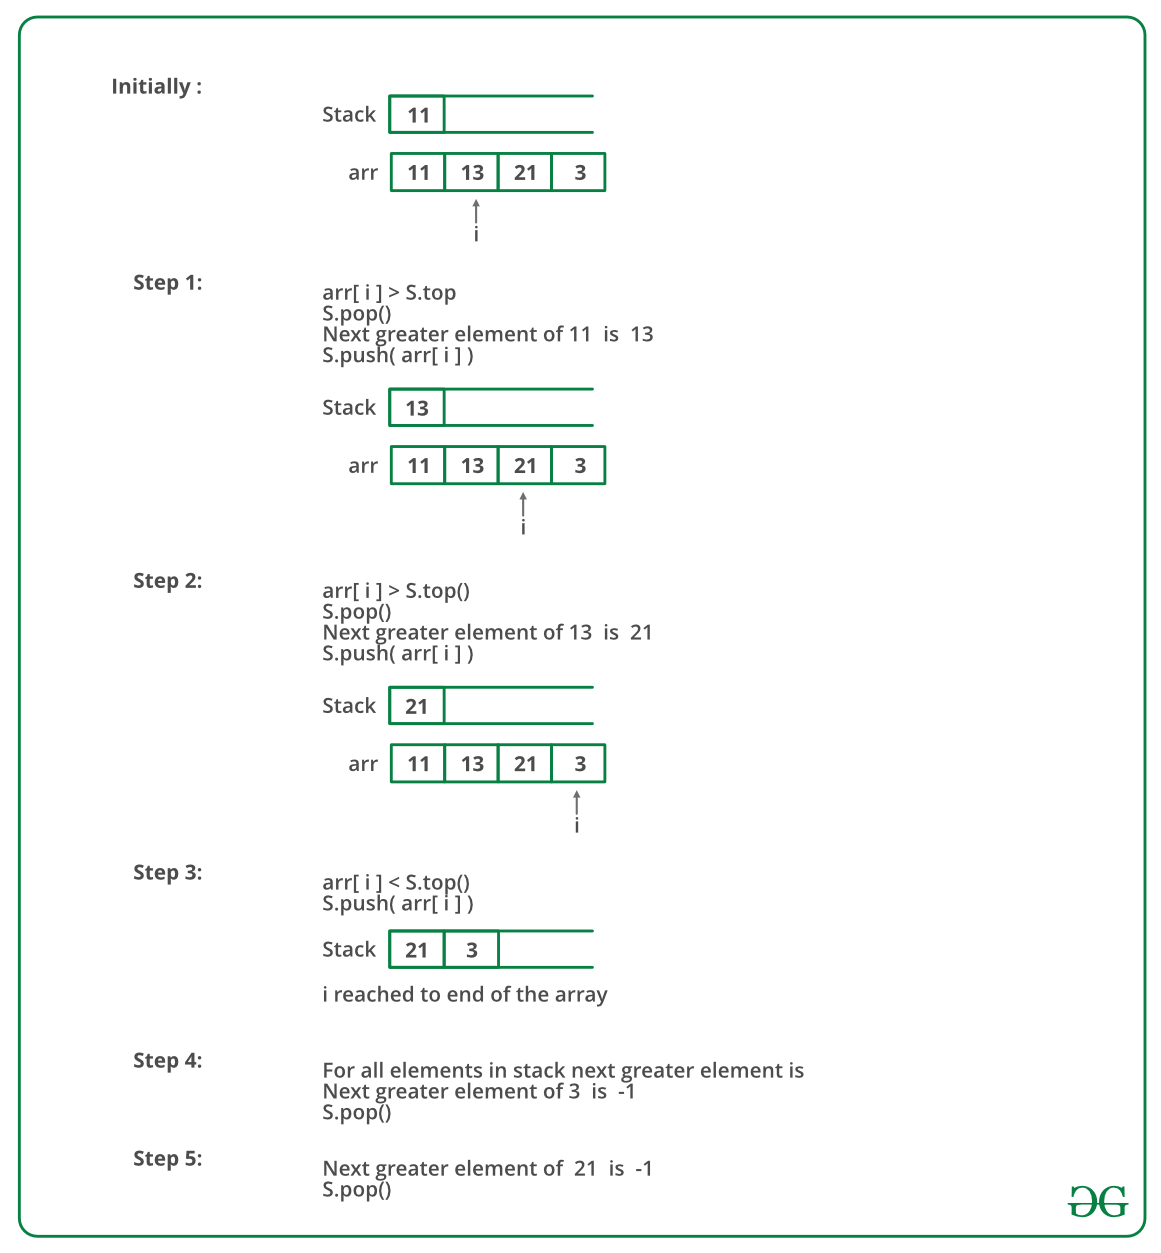 Initially :
Stack 11
arr 11 13 21 3
i
Step 1:
arr[ i ] > S.top
S.pop()
Next greater element of 11 is 13
S.push( arr[ i ] )
Stack 13
arr 11 13 21 3
i
Step 2:
arr[ i ] > S.top()
S.pop()
Next greater element of 13 is 21
S.push( arr[ i ] )
Stack 21
arr 11 13 21 3
i
Step 3:
arr[ i ] < S.top()
S.push( arr[ i ] )
Stack 21 3
i reached to end of the array
Step 4:
For all elements in stack next greater element is
Next greater element of 3 is -1
S.pop()
Step 5:
Next greater element of 21 is -1
S.pop()